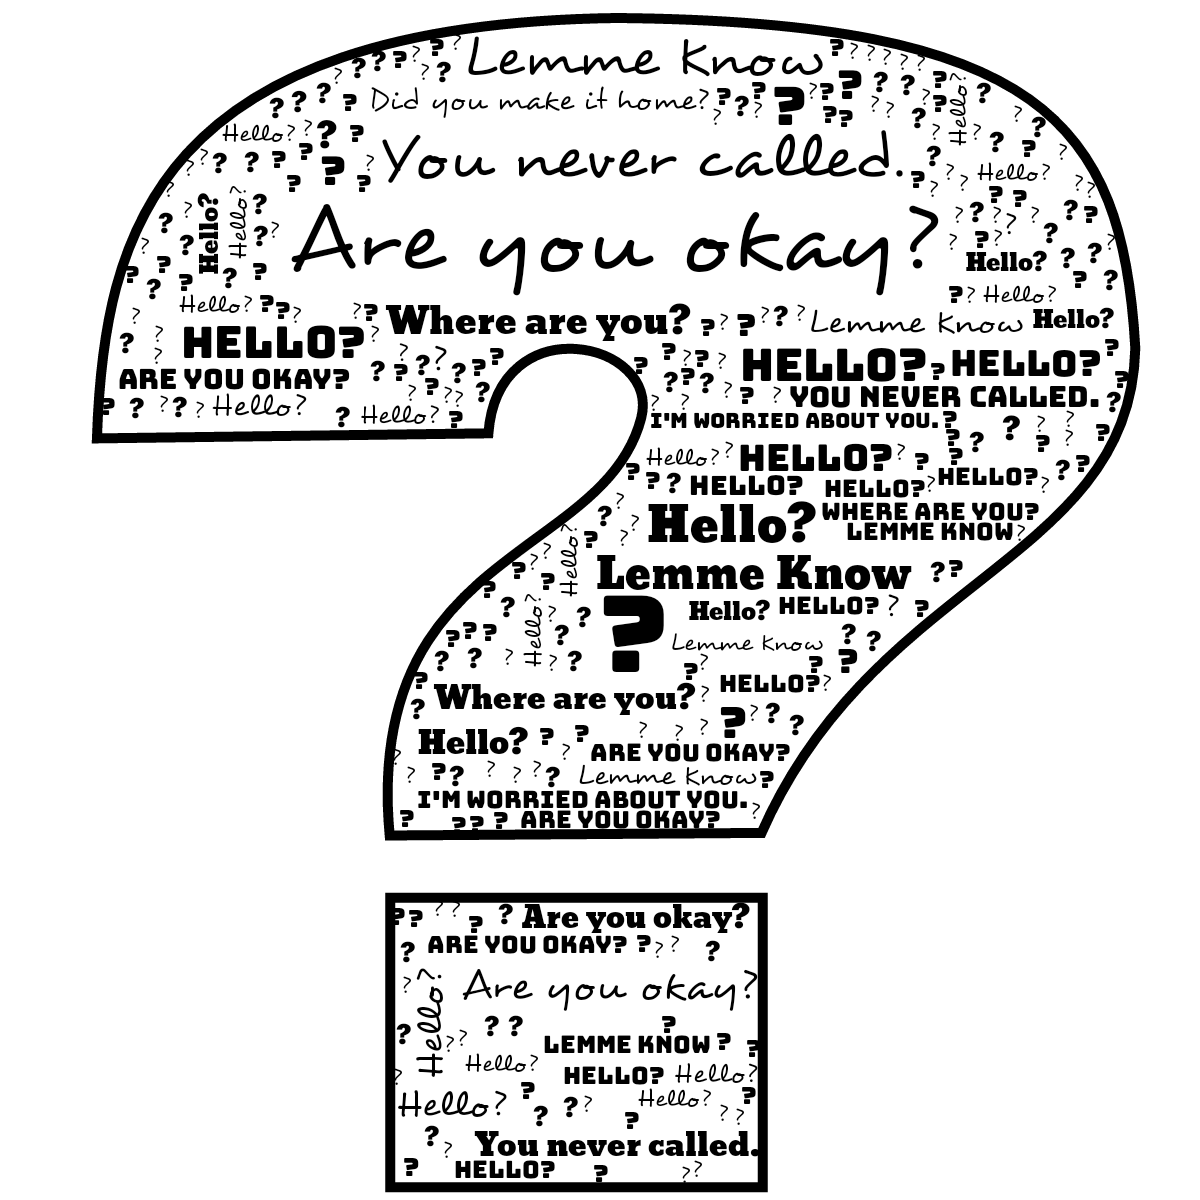 Lemme Know
Did you make it home?
Hello?
You never called.
Hello?
Hello?
Hello?
Hello?
Are you okay?
Hello?
Hello?
Hello?
Where are you?
Lemme Know
Hello?
HELLO?
HELLO?
HELLO?
ARE YOU OKAY?
YOU NEVER CALLED.
Hello?
Hello?
I'M WORRIED ABOUT YOU.
Hello?
HELLO?
HELLO?
HELLO?
HELLO?
Hello?
WHERE ARE YOU?
LEMME KNOW?
Hello?
Lemme Know
?
Hello?
Hello?
HELLO?
Lemme Know
HELLO?
Where are you?
Hello?
ARE YOU OKAY?
Lemme Know?
I'M WORRIED ABOUT YOU.
ARE YOU OKAY?
Are you okay?
ARE YOU OKAY?
Hello?
Are you okay?
LEMME KNOW?
Hello?
HELLO?
Hello?
Hello?
Hello?
You never called.
HELLO?